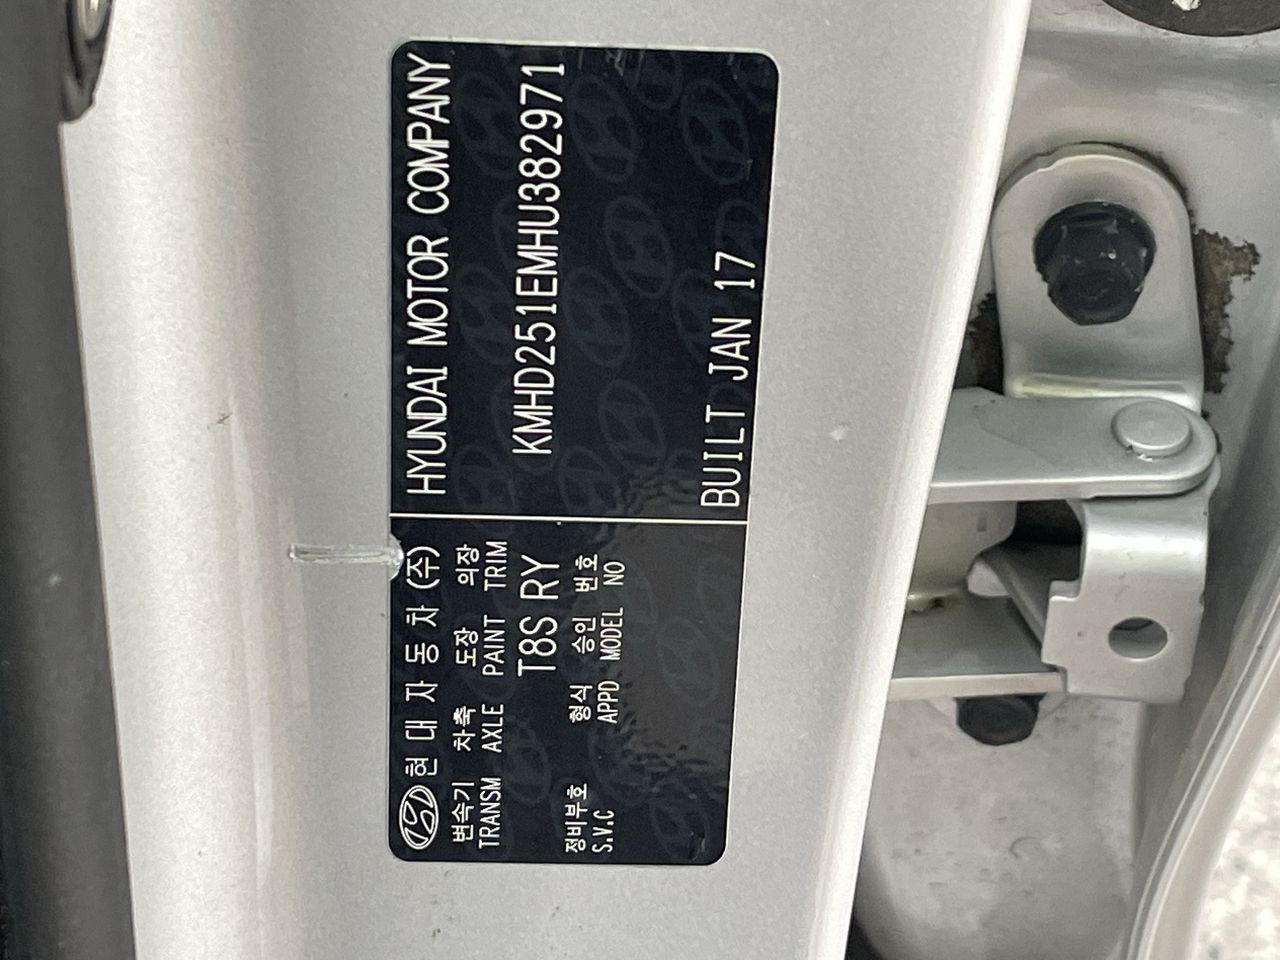 현대자동차(주)
HYUNDAI MOTOR COMPANY
변속기 차축 도장 외장
TRANSM AXLE PAINT TRIM
T8S RY
KMHD251EMHU382971
정비부호 형식 승인 번호
S.V.C APPD MODEL NO
BUILT JAN 17